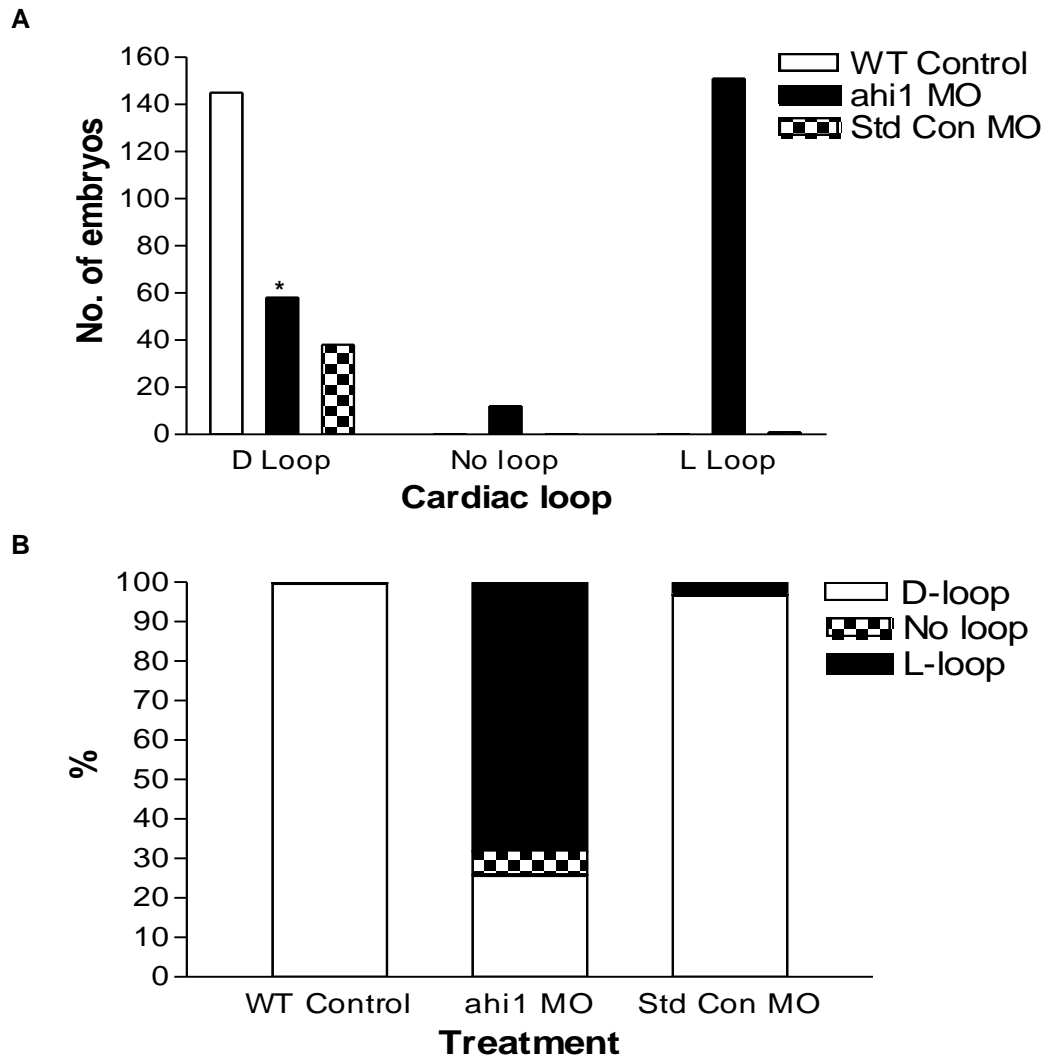 A
160
140
120
100
80
60
40
20
0
No. of embryos
*
WT Control
ahi1 MO
Std Con MO
D Loop No loop L Loop
Cardiac loop
B
100
90
80
70
60
50
40
30
20
10
0
%
D-loop
No loop
L-loop
WT Control ahi1 MO Std Con MO
Treatment